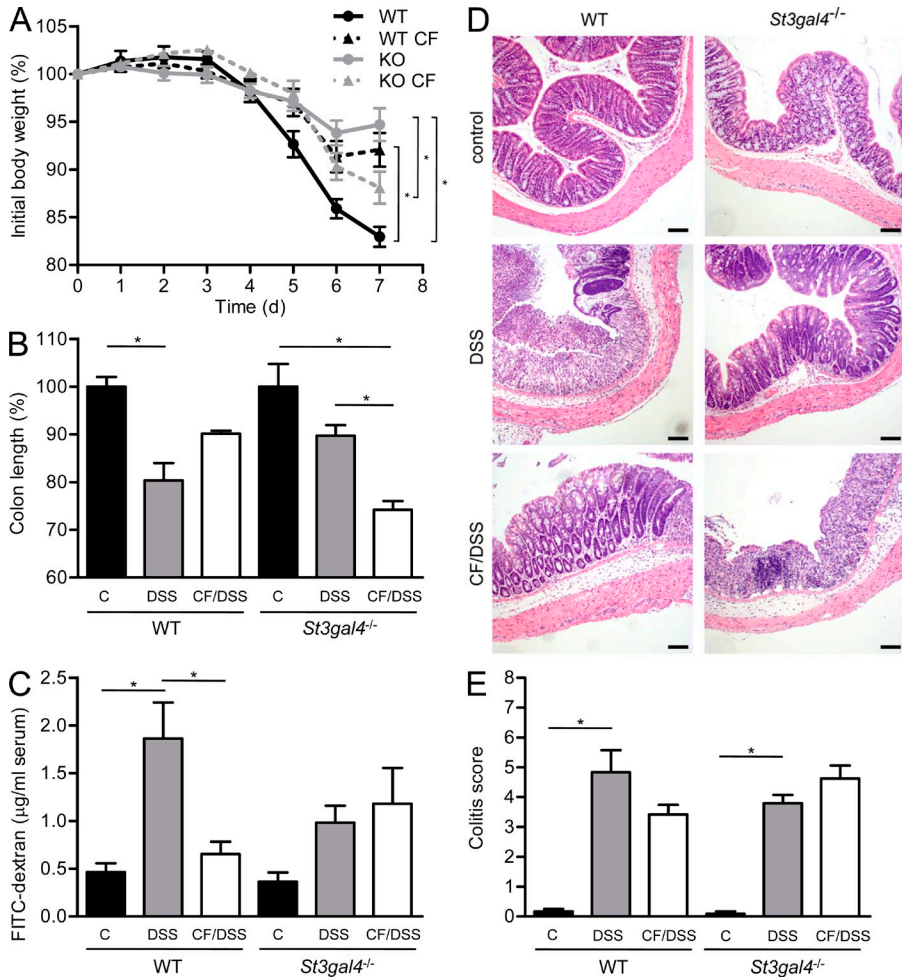 A
WT
WT CF
KO
KO CF
Initial body weight (%)
105
100
95
90
85
80
0 1 2 3 4 5 6 7 8
Time (d)
*
*
*
B
Colon length (%)
110
100
90
80
70
60
*
*
*
C DSS CF/DSS C DSS CF/DSS
WT St3gal4-/-
C
FITC-dextran (μg/ml serum)
2.5
2.0
1.5
1.0
0.5
0
*
*
C DSS CF/DSS C DSS CF/DSS
WT St3gal4-/-
D
WT St3gal4-/-
control
DSS
CF/DSS
E
Colitis score
8
7
6
5
4
3
2
1
0
*
*
C DSS CF/DSS C DSS CF/DSS
WT St3gal4-/-